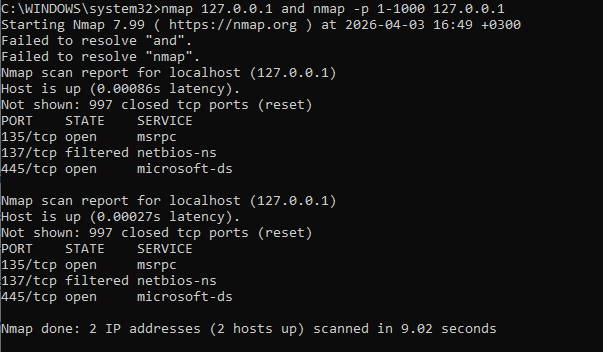 C:\WINDOWS\system32>nmap 127.0.0.1 and nmap -p 1-1000 127.0.0.1
Starting Nmap 7.99 ( https://nmap.org ) at 2026-04-03 16:49 +0300
Failed to resolve "and".
Failed to resolve "nmap".
Nmap scan report for localhost (127.0.0.1)
Host is up (0.00086s latency).
Not shown: 997 closed tcp ports (reset)
PORT    STATE    SERVICE
135/tcp open     msrpc
137/tcp filtered netbios-ns
445/tcp open     microsoft-ds

Nmap scan report for localhost (127.0.0.1)
Host is up (0.00027s latency).
Not shown: 997 closed tcp ports (reset)
PORT    STATE    SERVICE
135/tcp open     msrpc
137/tcp filtered netbios-ns
445/tcp open     microsoft-ds

Nmap done: 2 IP addresses (2 hosts up) scanned in 9.02 seconds